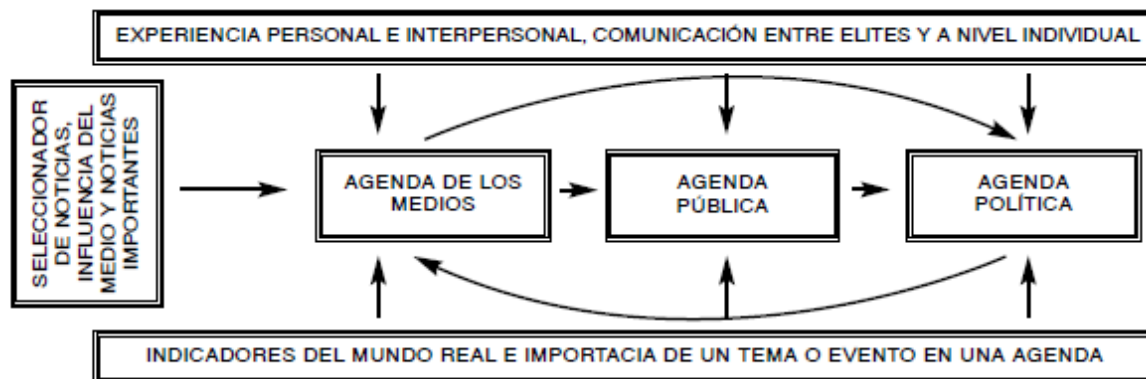 EXPERIENCIA PERSONAL E INTERPERSONAL, COMUNICACIÓN ENTRE ELITES Y A NIVEL INDIVIDUAL
SELECCIONADOR
DE NOTICIAS,
INFLUENCIA DEL
MEDIO Y NOTICIAS
IMPORTANTES
AGENDA DE LOS
MEDIOS
AGENDA
PÚBLICA
AGENDA
POLÍTICA
INDICADORES DEL MUNDO REAL E IMPORTACIA DE UN TEMA O EVENTO EN UNA AGENDA